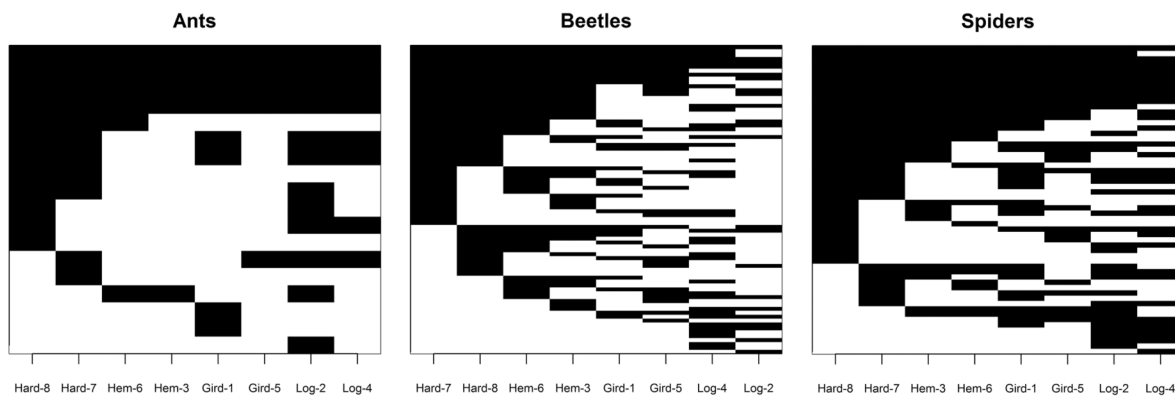 Ants
Beetles
Spiders
Hard-8 Hard-7 Hem-6 Hem-3 Gird-1 Gird-5 Log-2 Log-4
Hard-7 Hard-8 Hem-6 Hem-3 Gird-1 Gird-5 Log-4 Log-2
Hard-8 Hard-7 Hem-3 Hem-6 Gird-1 Gird-5 Log-2 Log-4